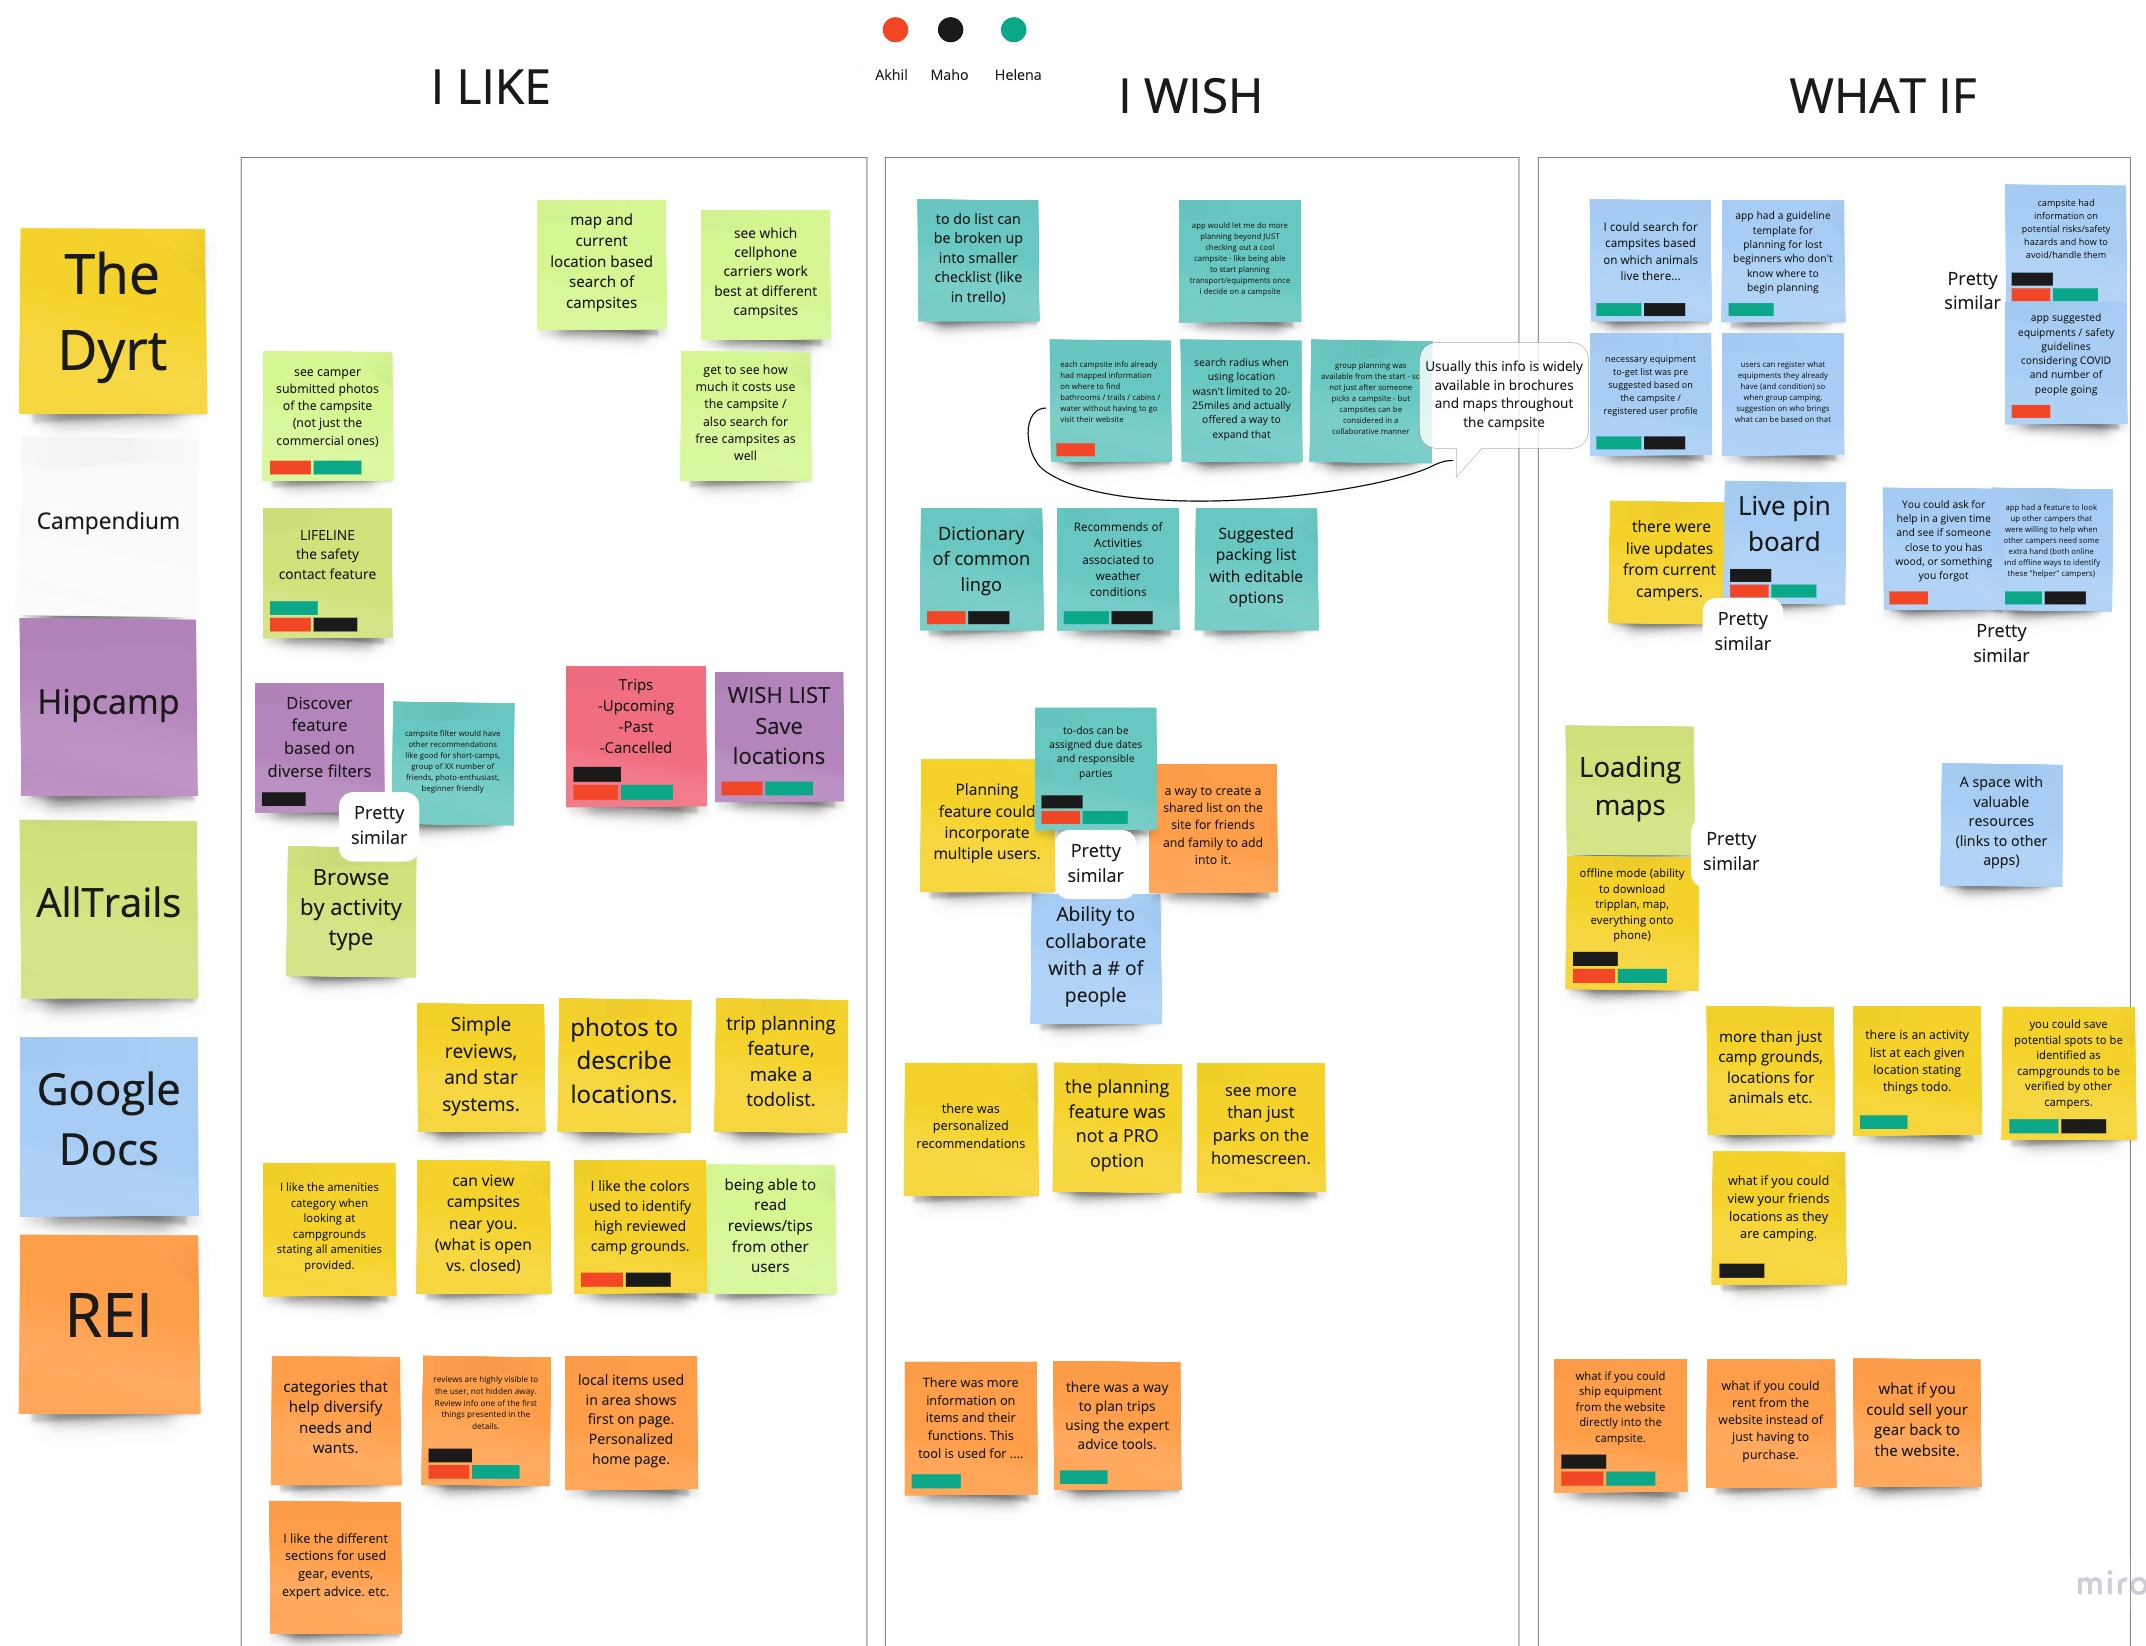 Akhil
Maho
Helena
I LIKE
I WISH
WHAT IF
The
Dyrt
Campendium
Hipcamp
AllTrails
Google
Docs
REI
map and
current
location based
search of
campsites
see which
cellphone
carriers work
best at different
campsites
see camper
submitted photos
of the campsite
(not just the
commercial ones)
get to see how
much it costs use
the campsite /
also search for
free campsites as
well
LIFELINE
the safety
contact feature
Discover
feature
based on
diverse filters
campsite filter would have
other recommendations
like good for short-camps,
group of XX number of
friends, photo-enthusiast,
beginner friendly
Pretty
similar
Trips
-Upcoming
-Past
-Cancelled
WISH LIST
Save
locations
Browse
by activity
type
Simple
reviews,
and star
systems.
photos to
describe
locations.
trip planning
feature,
make a
todolist.
I like the amenities
category when
looking at
campgrounds
stating all amenities
provided.
can view
campsites
near you.
(what is open
vs. closed)
I like the colors
used to identify
high reviewed
camp grounds.
being able to
read
reviews/tips
from other
users
categories that
help diversify
needs and
wants.
reviews are highly visible to
the user, not hidden away.
Review info one of the first
things presented in the
details.
local items used
in area shows
first on page.
Personalized
home page.
I like the different
sections for used
gear, events,
expert advice. etc.
to do list can
be broken up
into smaller
checklist (like
in trello)
app would let me do more
planning beyond JUST
checking out a cool
campsite - like being able
to start planning
transport/equipments once
i decide on a campsite
each campsite info already
had mapped information
on where to find
bathrooms / trails / cabins /
water without having to go
visit their website
search radius when
using location
wasn't limited to 20-
25miles and actually
offered a way to
expand that
group planning was
available from the start - so
not just after someone
picks a campsite - but
campsites can be
considered in a
collaborative manner
Usually this info is widely
available in brochures
and maps throughout
the campsite
Dictionary
of common
lingo
Recommends of
Activities
associated to
weather
conditions
Suggested
packing list
with editable
options
to-dos can be
assigned due dates
and responsible
parties
Planning
feature could
incorporate
multiple users.
a way to create a
shared list on the
site for friends
and family to add
into it.
Pretty
similar
Ability to
collaborate
with a # of
people
there was
personalized
recommendations
the planning
feature was
not a PRO
option
see more
than just
parks on the
homescreen.
There was more
information on
items and their
functions. This
tool is used for ....
there was a way
to plan trips
using the expert
advice tools.
I could search for
campsites based
on which animals
live there...
app had a guideline
template for
planning for lost
beginners who don't
know where to
begin planning
campsite had
information on
potential risks/safety
hazards and how to
avoid/handle them
Pretty
similar
app suggested
equipments / safety
guidelines
considering COVID
and number of
people going
necessary equipment
to-get list was pre
suggested based on
the campsite /
registered user profile
users can register what
equipments they already
have (and condition) so
when group camping,
suggestion on who brings
what can be based on that
there were
live updates
from current
campers.
Live pin
board
Pretty
similar
You could ask for
help in a given time
and see if someone
close to you has
wood, or something
you forgot
app had a feature to look
up other campers that
were willing to help when
other campers need some
extra hand (both online
and offline ways to identify
these "helper" campers)
Pretty
similar
Loading
maps
Pretty
similar
offline mode (ability
to download
tripplan, map,
everything onto
phone)
A space with
valuable
resources
(links to other
apps)
more than just
camp grounds,
locations for
animals etc.
there is an activity
list at each given
location stating
things todo.
you could save
potential spots to be
identified as
campgrounds to be
verified by other
campers.
what if you could
view your friends
locations as they
are camping.
what if you could
ship equipment
from the website
directly into the
campsite.
what if you could
rent from the
website instead of
just having to
purchase.
what if you
could sell your
gear back to
the website.
miro